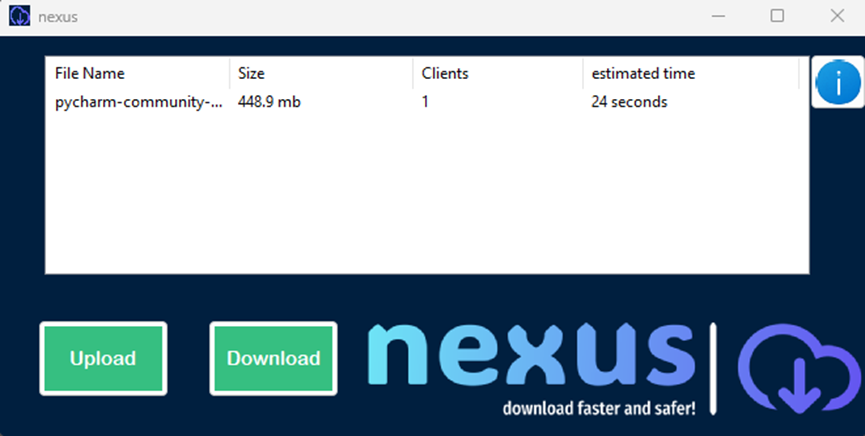 nexus
File Name Size Clients estimated time
pycharm-community-... 448.9 mb 1 24 seconds
i
Upload Download nexus
download faster and safer!